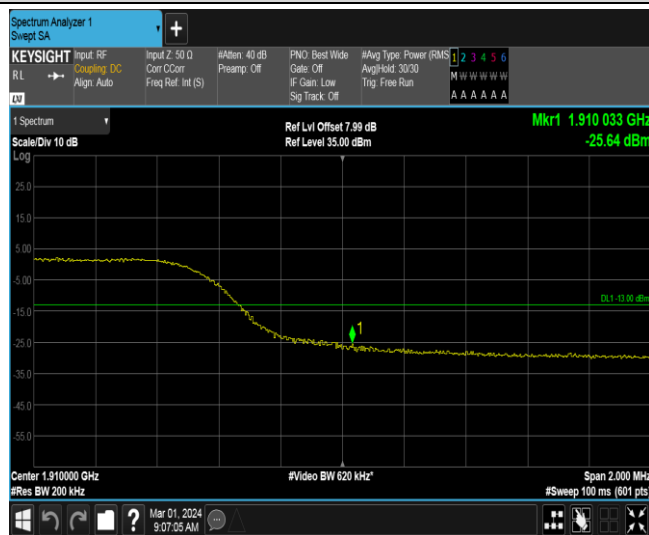 Spectrum Analyzer 1
Swept SA
+
KEYSIGHT
RL
Input: RF
Coupling: DC
Align: Auto
Input Z: 50 Ω
Corr CCorr
Freq Ref: Int (S)
#Atten: 40 dB
Preamp: Off
PNO: Best Wide
Gate: Off
IF Gain: Low
Sig Track: Off
#Avg Type: Power (RMS
Avg|Hold: 30/30
Trig: Free Run
1 2 3 4 5 6
M W W W W W
A A A A A A
LXI
1 Spectrum
Scale/Div 10 dB
Log
Ref Lvl Offset 7.99 dB
Ref Level 35.00 dBm
Mkr1 1.910 033 GHz
-25.64 dBm
25.0
15.0
5.00
-5.00
DL1 -13.00 dBm
-15.0
1
-25.0
-35.0
-45.0
-55.0
Center 1.910000 GHz
#Res BW 200 kHz
#Video BW 620 kHz*
Span 2.000 MHz
#Sweep 100 ms (601 pts)
?
Mar 01, 2024
9:07:05 AM